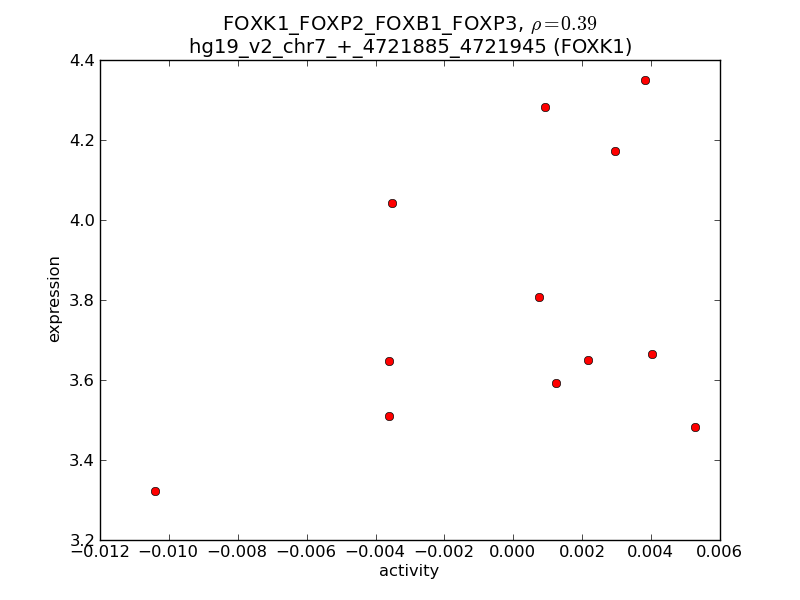 FOXK1_FOXP2_FOXB1_FOXP3, ρ=0.39
hg19_v2_chr7_+_4721885_4721945 (FOXK1)
4.4
4.2
4.0
3.8
3.6
3.4
3.2
expression
−0.012 −0.010 −0.008 −0.006 −0.004 −0.002 0.000 0.002 0.004 0.006
activity